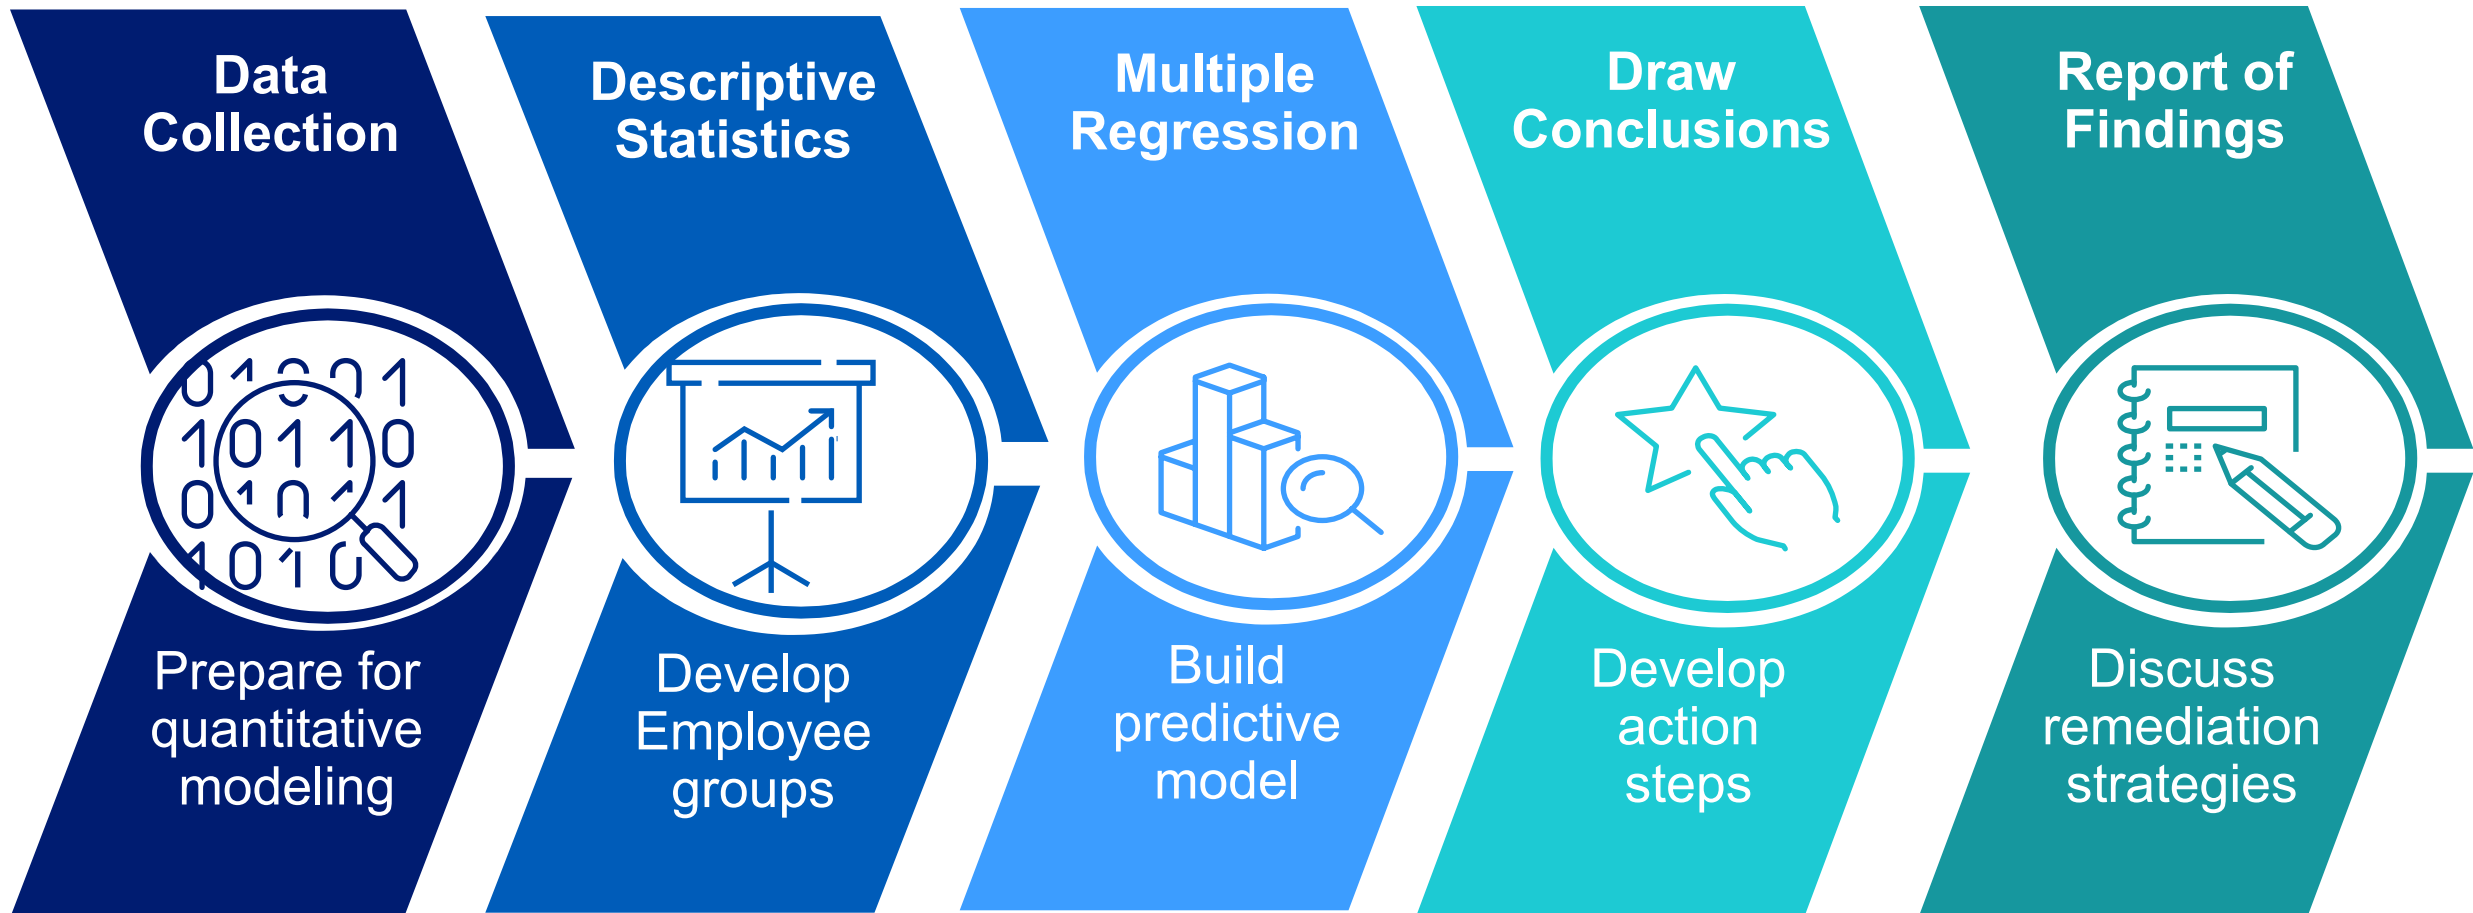 Data
Collection
Prepare for
quantitative
modeling
Descriptive
Statistics
Develop
Employee
groups
Multiple
Regression
Build
predictive
model
Draw
Conclusions
Develop
action
steps
Report of
Findings
Discuss
remediation
strategies